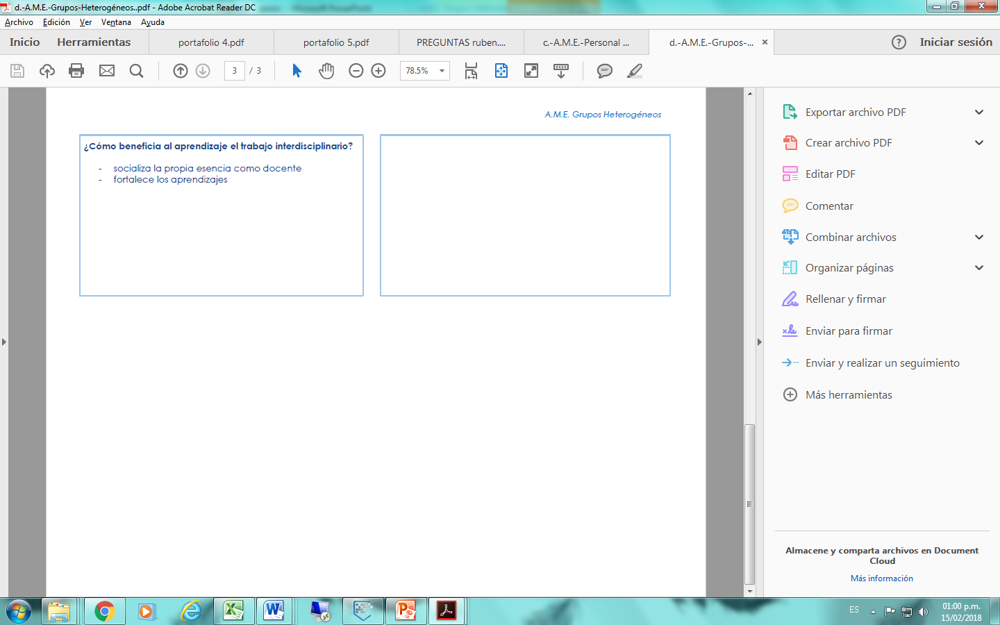 d.-A.M.E.-Grupos-Heterogéneos..pdf - Adobe Acrobat Reader DC
Archivo Edición Ver Ventana Ayuda
Inicio Herramientas portafolio 4.pdf portafolio 5.pdf PREGUNTAS ruben.... c.-A.M.E.-Personal ... d.-A.M.E.-Grupos-... × Iniciar sesión
3 / 3 78.5%
A.M.E. Grupos Heterogéneos
¿Cómo beneficia al aprendizaje el trabajo interdisciplinario?
- socializa la propia esencia como docente
- fortalece los aprendizajes
Exportar archivo PDF
Crear archivo PDF
Editar PDF
Comentar
Combinar archivos
Organizar páginas
Rellenar y firmar
Enviar para firmar
Enviar y realizar un seguimiento
Más herramientas
Almacene y comparta archivos en Document
Cloud
Más información
ES 01:00 p.m.
15/02/2018